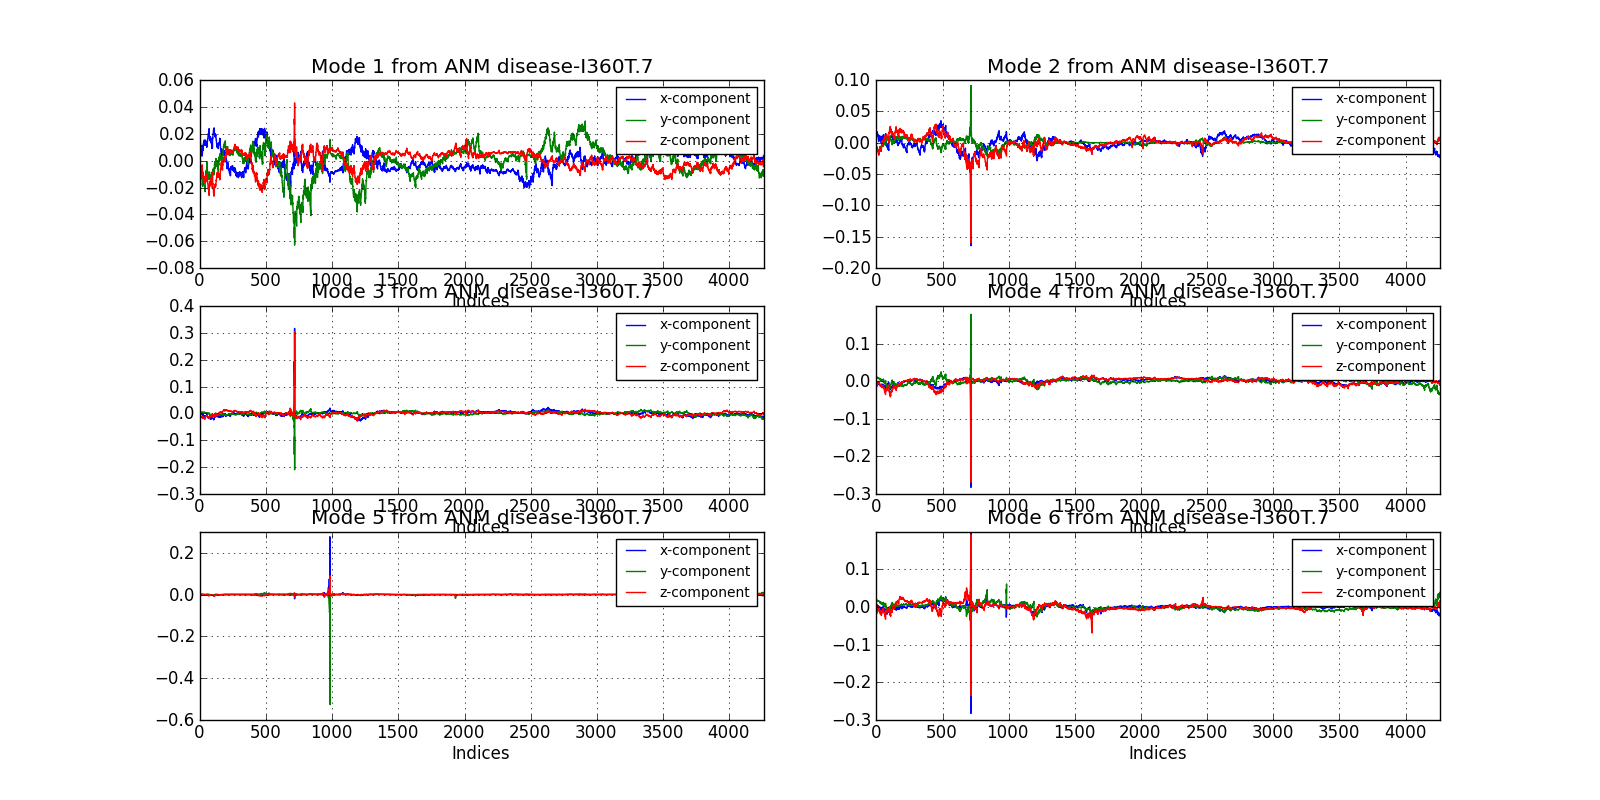 Mode 1 from ANM disease-I360T.7
0.06
0.04
0.02
0.00
−0.02
−0.04
−0.06
−0.08
x-component
y-component
z-component
0 500 1000 1500 2000 2500 3000 3500 4000
Indices
Mode 2 from ANM disease-I360T.7
0.10
0.05
0.00
−0.05
−0.10
−0.15
−0.20
x-component
y-component
z-component
0 500 1000 1500 2000 2500 3000 3500 4000
Indices
Mode 3 from ANM disease-I360T.7
0.4
0.3
0.2
0.1
0.0
−0.1
−0.2
−0.3
x-component
y-component
z-component
0 500 1000 1500 2000 2500 3000 3500 4000
Indices
Mode 4 from ANM disease-I360T.7
0.1
0.0
−0.1
−0.2
−0.3
x-component
y-component
z-component
0 500 1000 1500 2000 2500 3000 3500 4000
Indices
Mode 5 from ANM disease-I360T.7
0.2
0.0
−0.2
−0.4
−0.6
x-component
y-component
z-component
0 500 1000 1500 2000 2500 3000 3500 4000
Indices
Mode 6 from ANM disease-I360T.7
0.1
0.0
−0.1
−0.2
−0.3
x-component
y-component
z-component
0 500 1000 1500 2000 2500 3000 3500 4000
Indices